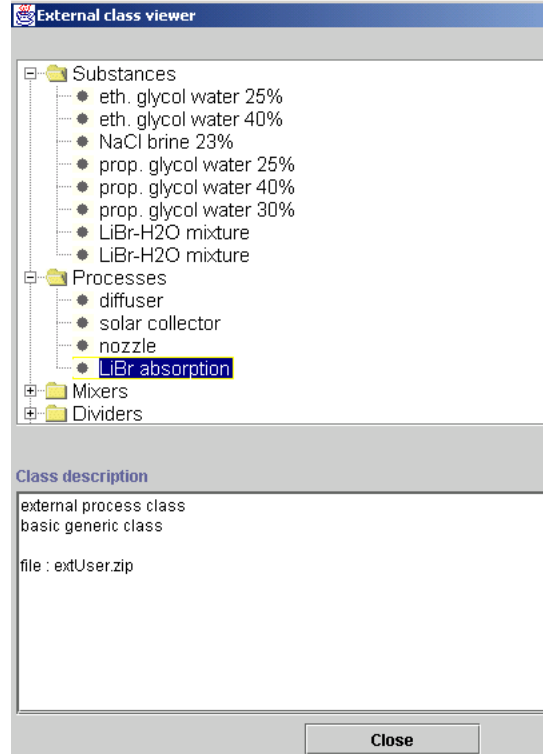 External class viewer
Substances
eth. glycol water 25%
eth. glycol water 40%
NaCl brine 23%
prop. glycol water 25%
prop. glycol water 40%
prop. glycol water 30%
LiBr-H2O mixture
LiBr-H2O mixture
Processes
diffuser
solar collector
nozzle
LiBr absorption
Mixers
Dividers
Class description
external process class
basic generic class
file : extUser.zip
Close